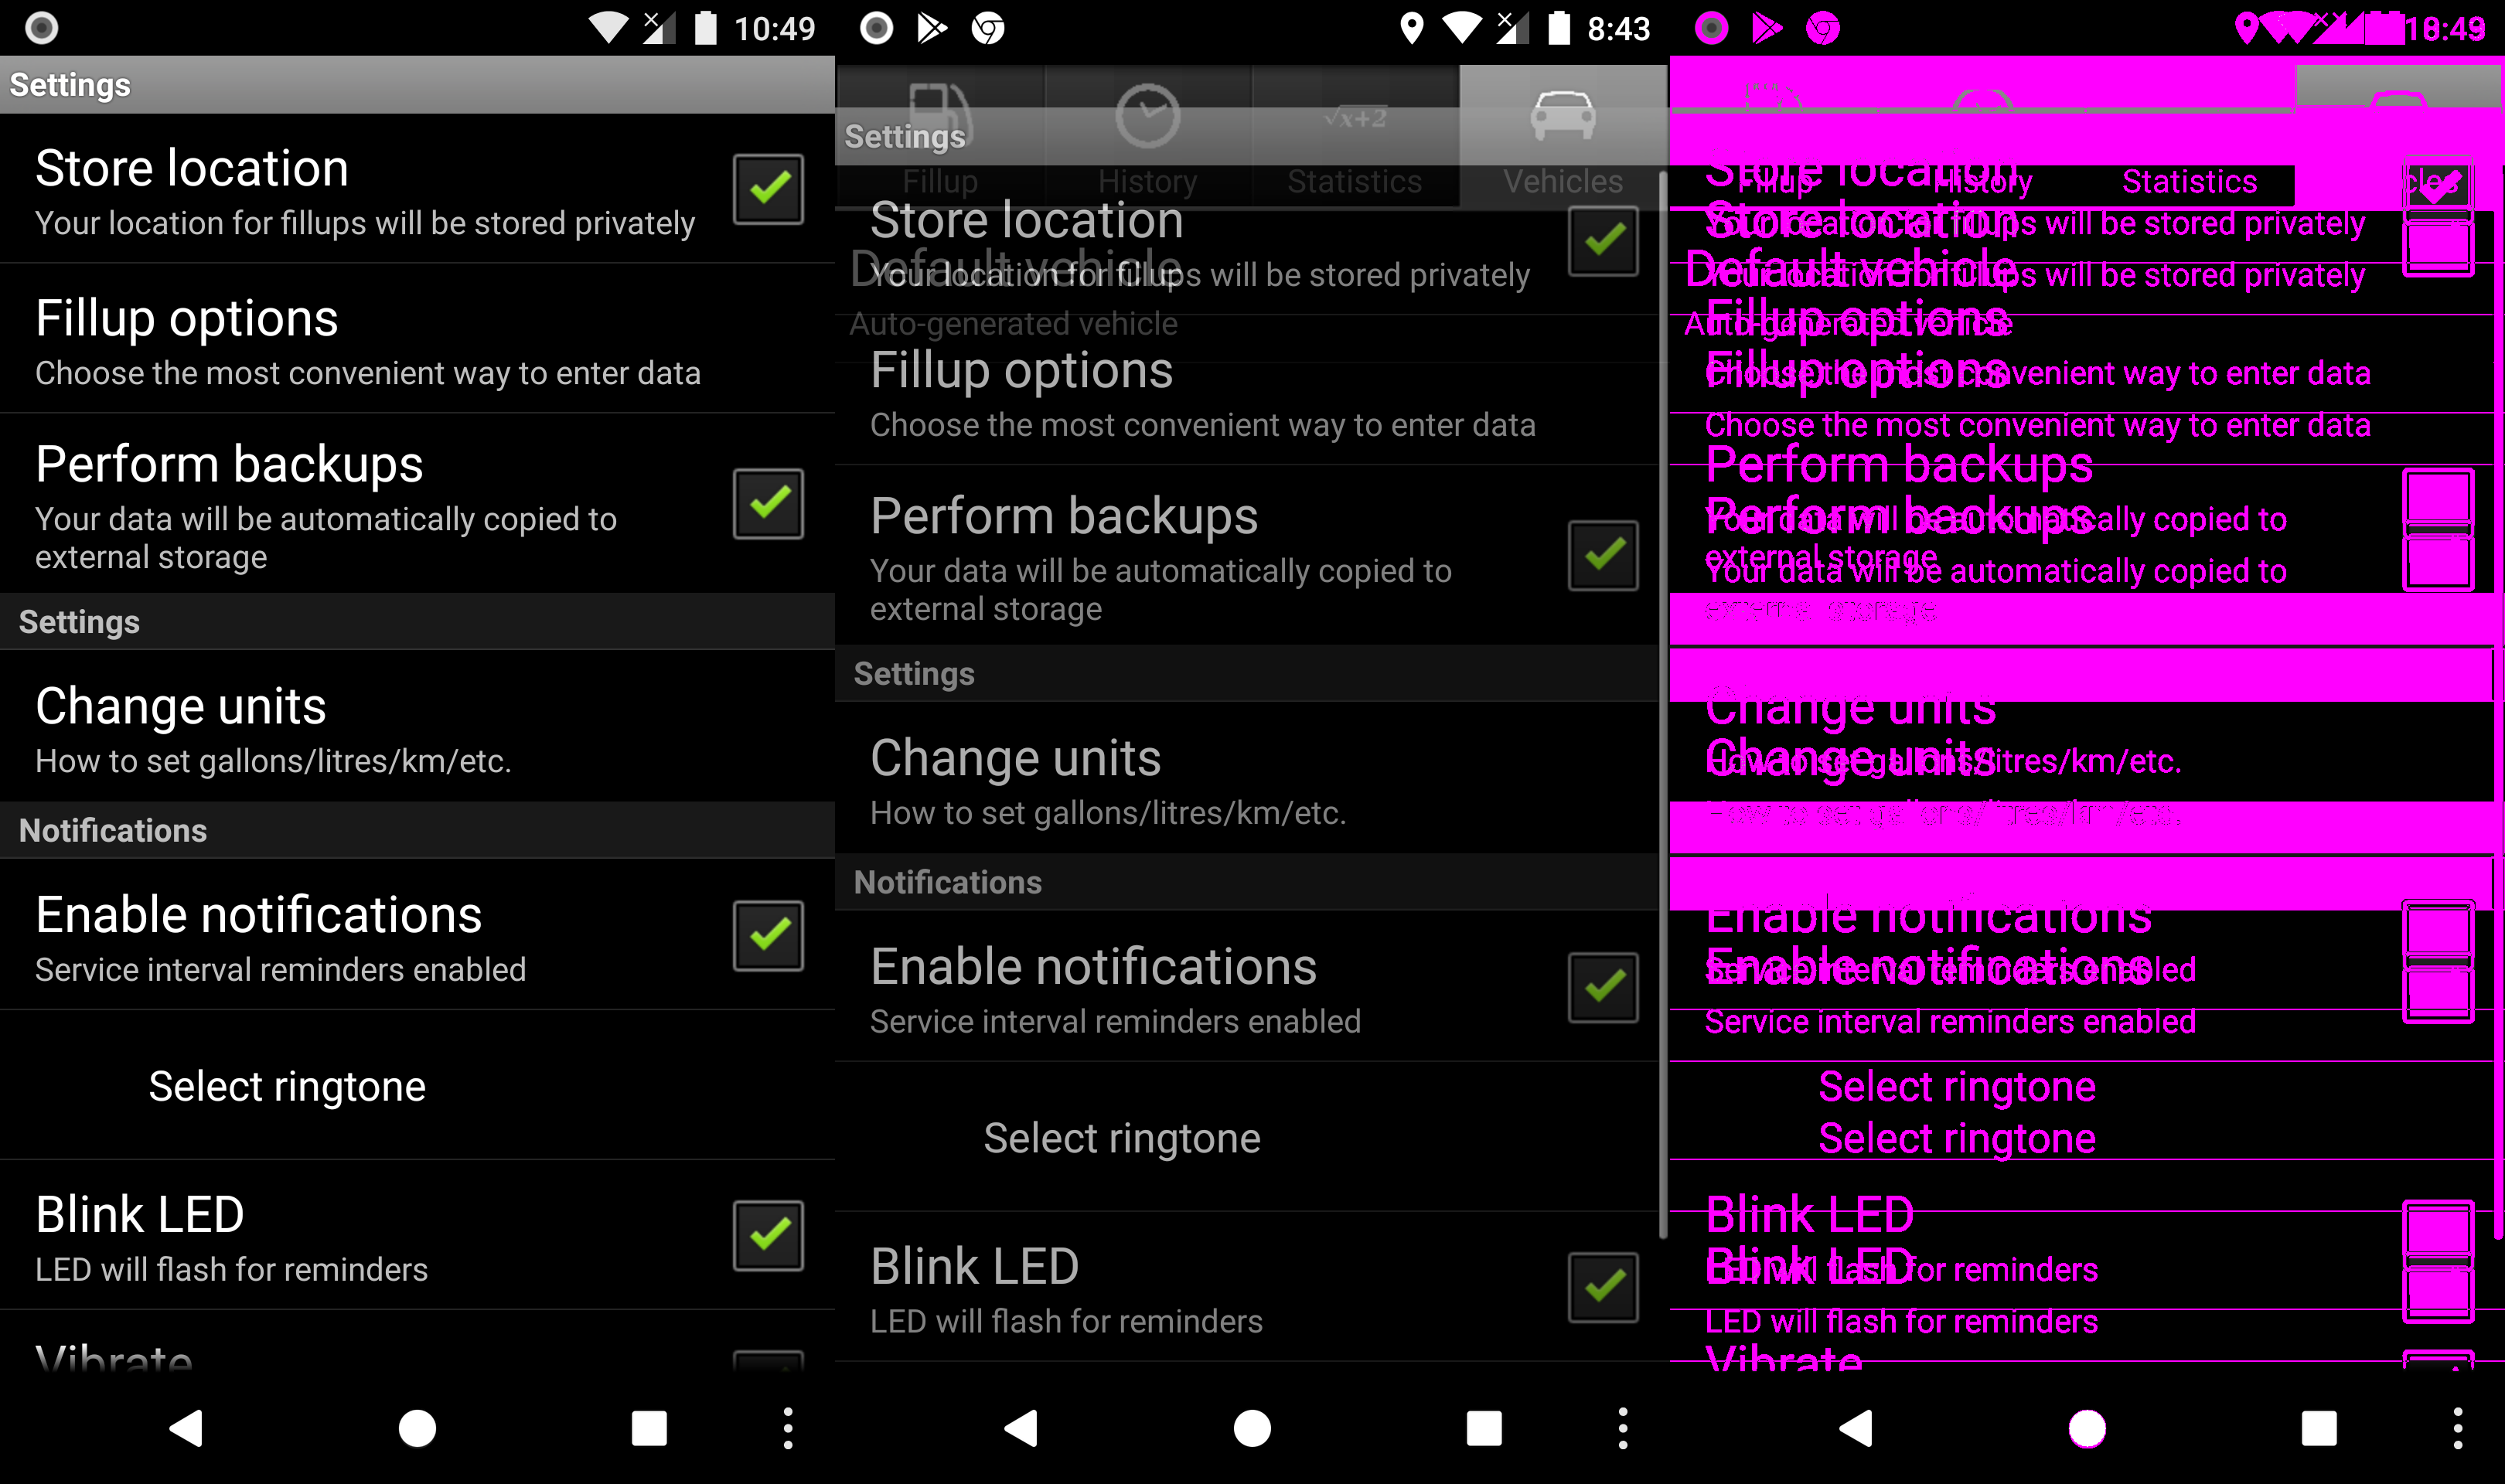 10:49
Settings
Store location
Your location for fillups will be stored privately
Fillup options
Choose the most convenient way to enter data
Perform backups
Your data will be automatically copied to
external storage
Settings
Change units
How to set gallons/litres/km/etc.
Notifications
Enable notifications
Service interval reminders enabled
Select ringtone
Blink LED
LED will flash for reminders
Vibrate
8:43
Settings
√x+2
Fillup
History
Statistics
Vehicles
Store location
Default vehicle
Your location for fillups will be stored privately
Auto-generated vehicle
Fillup options
Choose the most convenient way to enter data
Perform backups
Your data will be automatically copied to
external storage
Settings
Change units
How to set gallons/litres/km/etc.
Notifications
Enable notifications
Service interval reminders enabled
Select ringtone
Blink LED
LED will flash for reminders
Store location
Fillup
History
Statistics
Store location
Your location for fillups will be stored privately
Default vehicle
Your location for fillups will be stored privately
Fillup options
Auto-generated vehicle
Fillup options
Choose the most convenient way to enter data
Choose the most convenient way to enter data
Perform backups
Perform backups
Your data will be automatically copied to
external storage
Your data will be automatically copied to
external storage
Change units
Change units
How to set gallons/litres/km/etc.
How to set gallons/litres/km/etc.
Enable notifications
Enable notifications
Service interval reminders enabled
Service interval reminders enabled
Select ringtone
Select ringtone
Blink LED
Blink LED
LED will flash for reminders
LED will flash for reminders
Vibrate